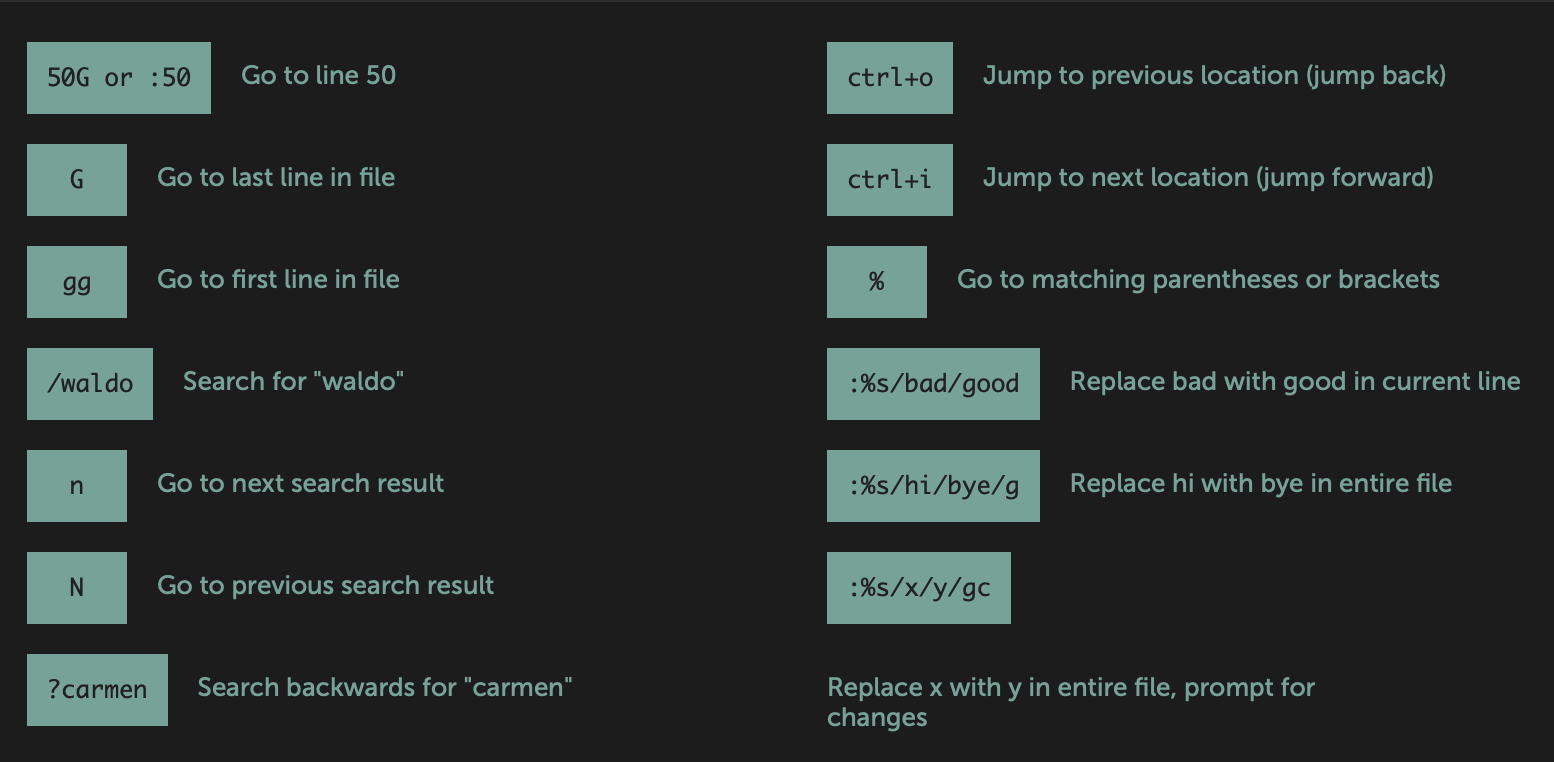 50G or :50 Go to line 50
G Go to last line in file
gg Go to first line in file
/waldo Search for "waldo"
n Go to next search result
N Go to previous search result
?carmen Search backwards for "carmen"
ctrl+o Jump to previous location (jump back)
ctrl+i Jump to next location (jump forward)
% Go to matching parentheses or brackets
:%s/bad/good Replace bad with good in current line
:%s/hi/bye/g Replace hi with bye in entire file
:%s/x/y/gc
Replace x with y in entire file, prompt for
changes